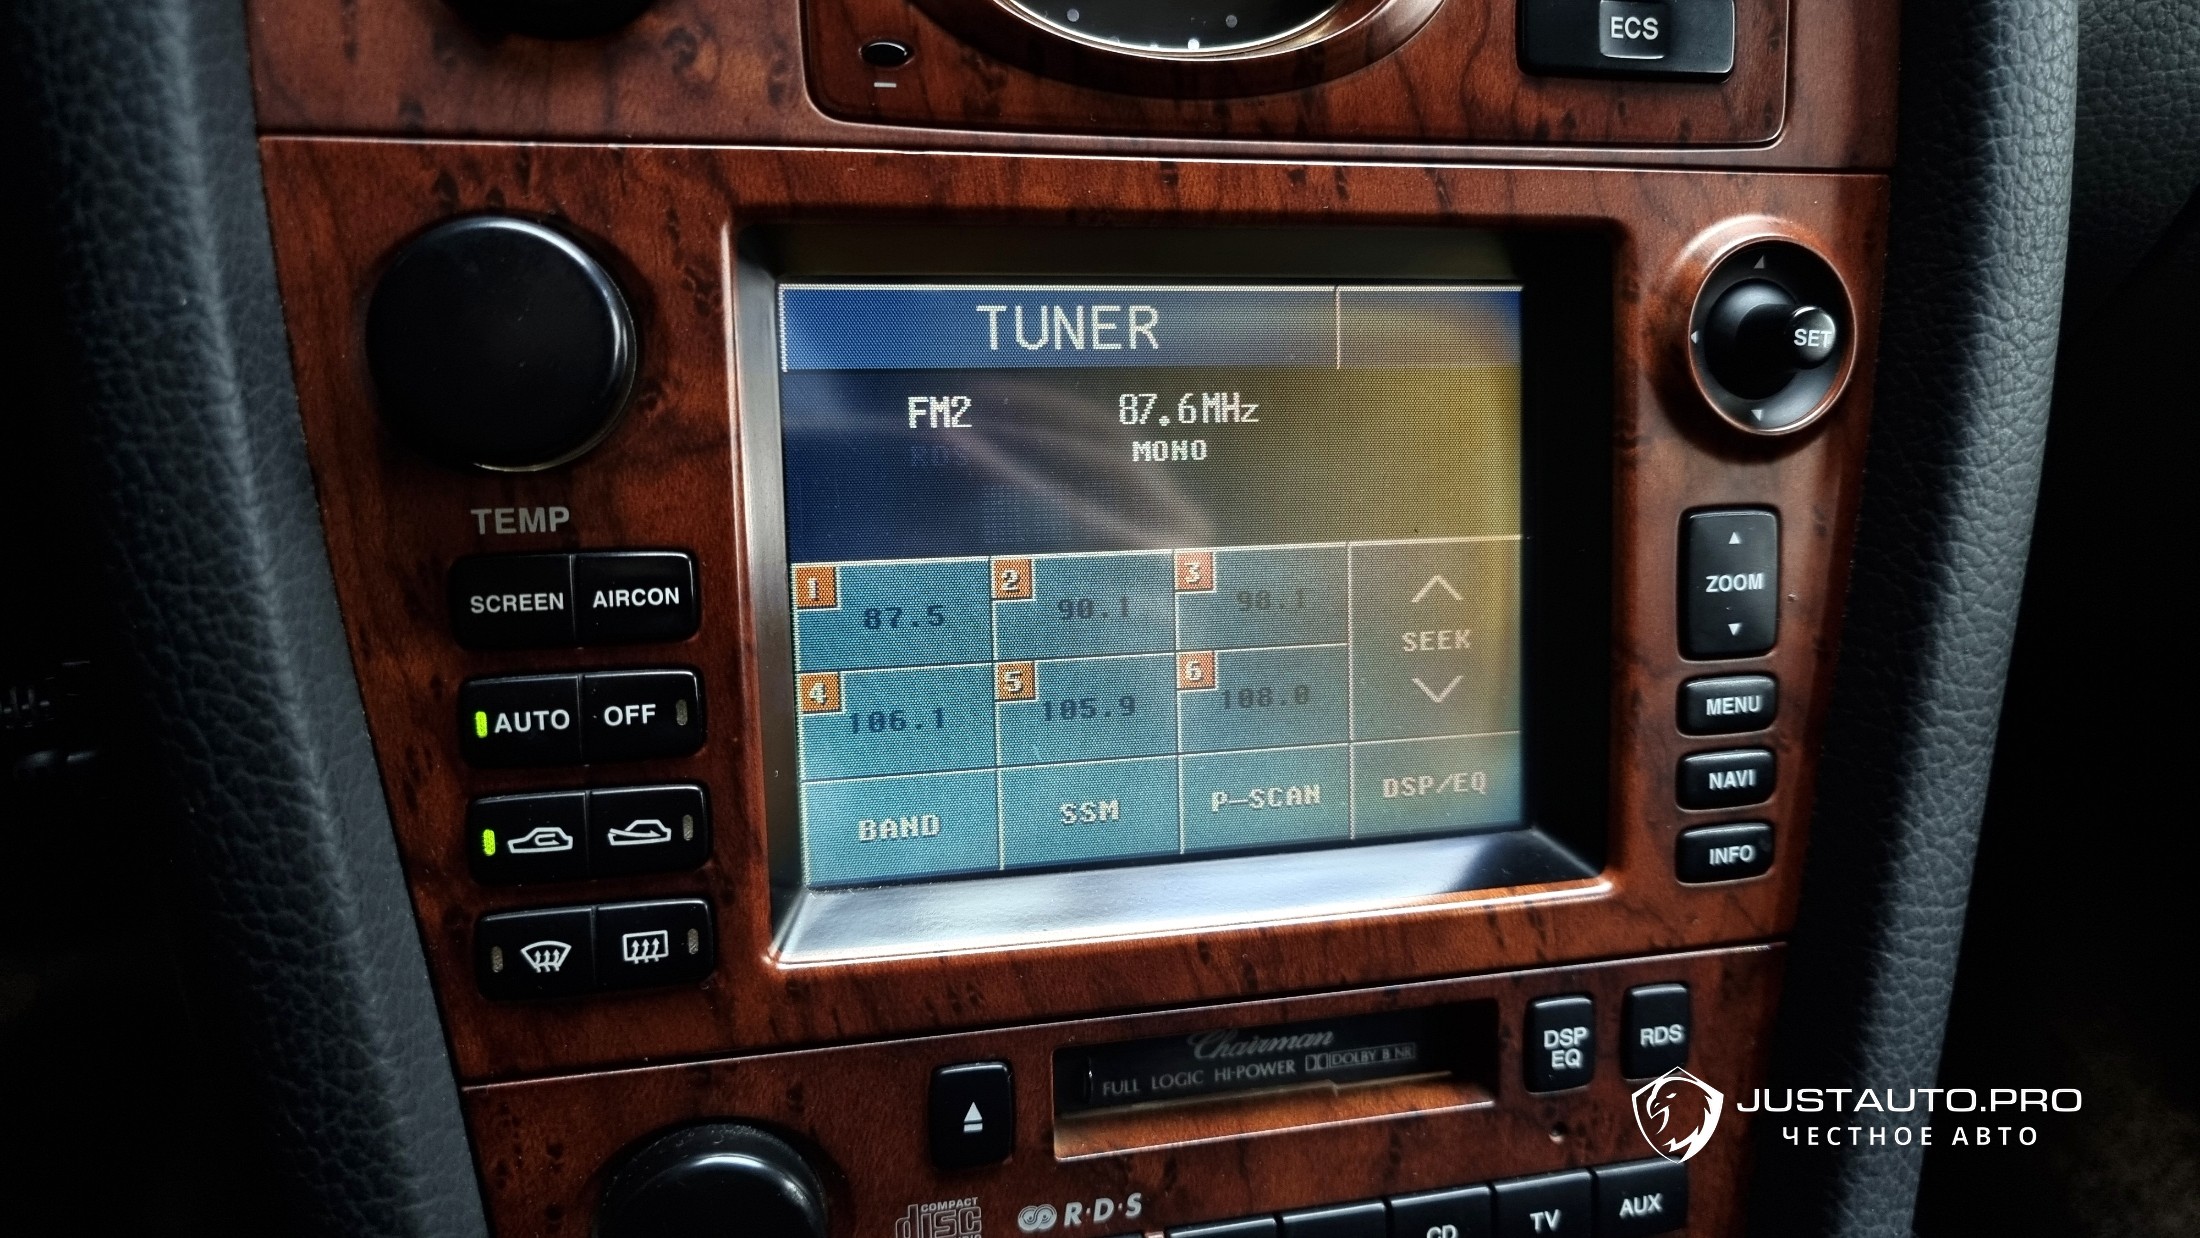 ECS
TUNER
FM2 87.6MHz
MONO
1 87.5 2 90.1 3 98.1
4 106.1 5 105.9 6 108.0
SEEK
BAND SSM P-SCAN DSP/EQ
TEMP
SCREEN AIRCON
AUTO OFF
SET
ZOOM
MENU
NAVI
INFO
Chairman
FULL LOGIC HI-POWER DOLBY B NR
DSP
EQ
RDS
COMPACT
disc
R·D·S
CD TV AUX
JUSTAUTO.PRO
ЧЕСТНОЕ АВТО